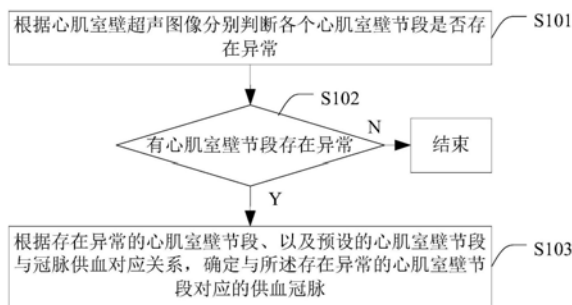 根据心肌室壁超声图像分别判断各个心肌室壁节段是否存
在异常
S101
S102
有心肌室壁节段存在异常
N
结束
Y
根据存在异常的心肌室壁节段、以及预设的心肌室壁节段
与冠脉供血对应关系，确定与所述存在异常的心肌室壁节
段对应的供血冠脉
S103